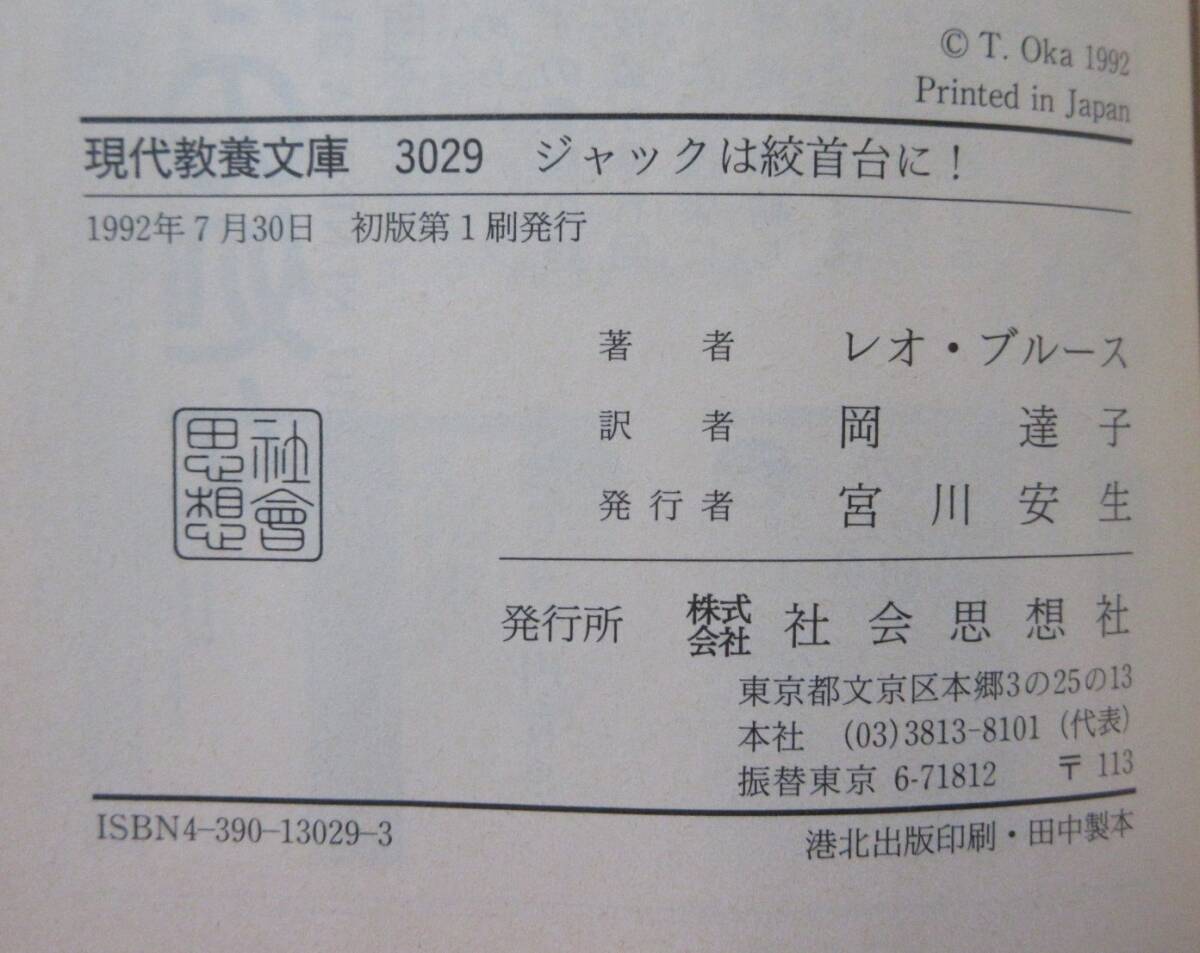 © T. Oka 1992
Printed in Japan
現代教養文庫 3029 ジャックは絞首台に！
1992年7月30日 初版第1刷発行
著者 レオ・ブルース
訳者 岡達子
発行者 宮川安生
社會
思想
発行所 株式会社 社会思想社
東京都文京区本郷3の25の13
本社 (03)3813-8101 (代表)
振替東京 6-71812 〒113
ISBN4-390-13029-3
港北出版印刷・田中製本